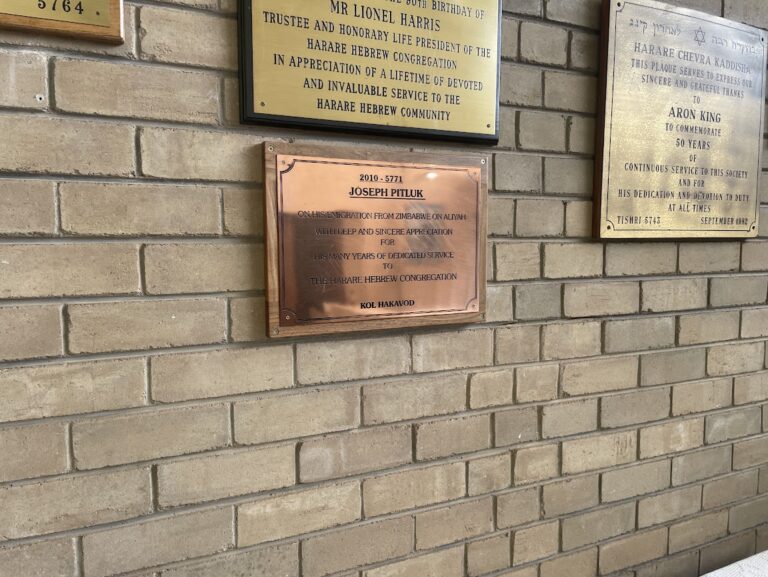 5764
THE 80TH BIRTHDAY OF
MR LIONEL HARRIS
TRUSTEE AND HONORARY LIFE PRESIDENT OF THE
HARARE HEBREW CONGREGATION
IN APPRECIATION OF A LIFETIME OF DEVOTED
AND INVALUABLE SERVICE TO THE
HARARE HEBREW COMMUNITY
2010 - 5771
JOSEPH PITLUK
ON HIS EMIGRATION FROM ZIMBABWE ON ALIYAH
WITH DEEP AND SINCERE APPRECIATION
FOR
HIS MANY YEARS OF DEDICATED SERVICE
TO
THE HARARE HEBREW CONGREGATION
KOL HAKAVOD
לאהרון קינג
HARARE CHEVRA KADDISHA
THIS PLAQUE SERVES TO EXPRESS OUR
SINCERE AND GRATEFUL THANKS
TO
ARON KING
TO COMMEMORATE
50 YEARS
OF
CONTINUOUS SERVICE TO THIS SOCIETY
AND FOR
HIS DEDICATION AND DEVOTION TO DUTY
AT ALL TIMES
TISHRI 5743 SEPTEMBER 1982